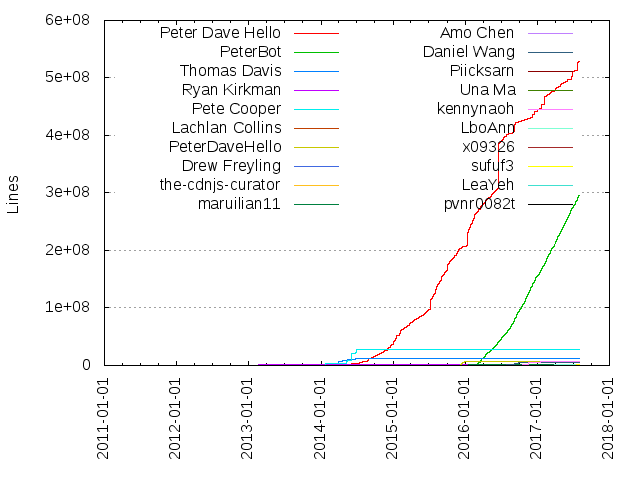 6e+08
5e+08
4e+08
3e+08
2e+08
1e+08
0
Lines
Peter Dave Hello
PeterBot
Thomas Davis
Ryan Kirkman
Pete Cooper
Lachlan Collins
PeterDaveHello
Drew Freyling
the-cdnjs-curator
maruilian11
Amo Chen
Daniel Wang
Piicksarn
Una Ma
kennynaoh
LboAnn
x09326
sufuf3
LeaYeh
pvnr0082t
2011-01-01
2012-01-01
2013-01-01
2014-01-01
2015-01-01
2016-01-01
2017-01-01
2018-01-01